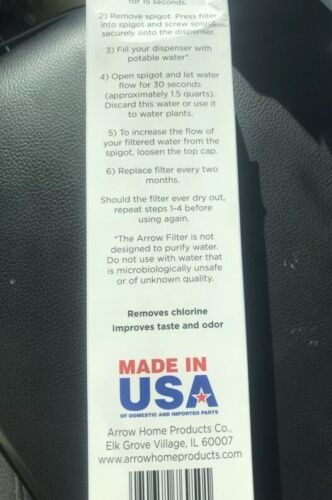 for 15 seconds.
2) Remove spigot. Press filter
into spigot and screw spigot
securely onto the dispenser.
3) Fill your dispenser with
potable water*
4) Open spigot and let water
flow for 30 seconds
(approximately 1.5 quarts).
Discard this water or use it
to water plants.
5) To increase the flow of
your filtered water from the
spigot, loosen the top cap.
6) Replace filter every two
months.
Should the filter ever dry out,
repeat steps 1-4 before
using again.
*The Arrow Filter is not
designed to purify water.
Do not use with water that
is microbiologically unsafe
or of unknown quality.
Removes chlorine
Improves taste and odor
MADE IN
USA
OF DOMESTIC AND IMPORTED PARTS
Arrow Home Products Co.,
Elk Grove Village, IL 60007
www.arrowhomeproducts.com